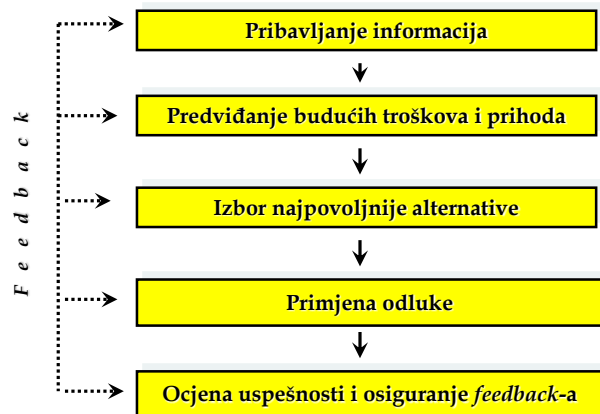 Feedback
Pribavljanje informacija
Predviđanje budućih troškova i prihoda
Izbor najpovoljnije alternative
Primjena odluke
Ocjena uspešnosti i osiguranje feedback-a